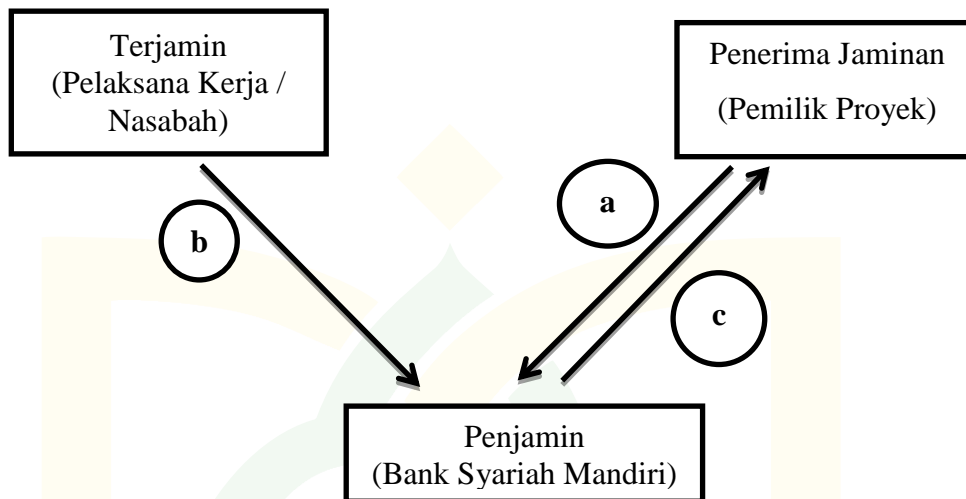 Terjamin
(Pelaksana Kerja /
Nasabah)
Penerima Jaminan
(Pemilik Proyek)
a
b
c
Penjamin
(Bank Syariah Mandiri)